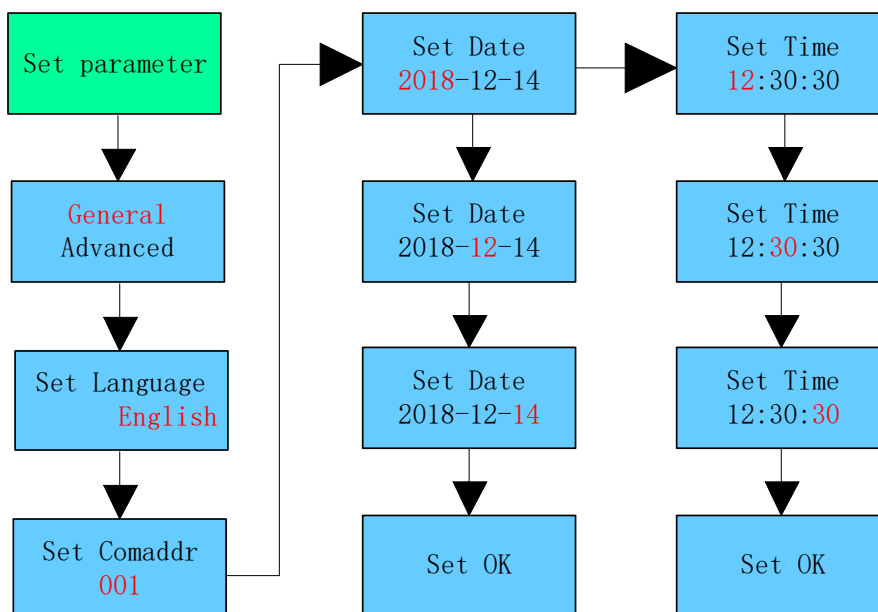 Set parameter
General
Advanced
Set Language
English
Set Comaddr
001
Set Date
2018-12-14
Set Date
2018-12-14
Set Date
2018-12-14
Set OK
Set Time
12:30:30
Set Time
12:30:30
Set Time
12:30:30
Set OK